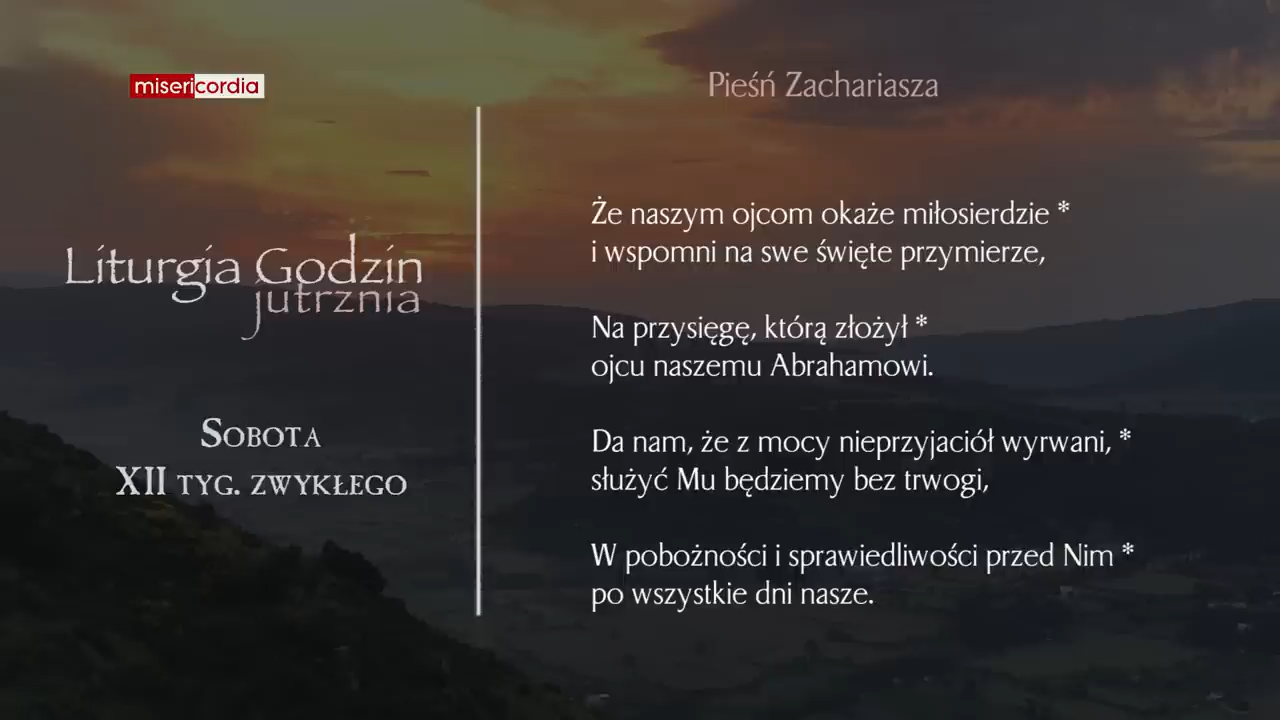 misericordia
Liturgia Godzin
jutrznia
Sobota
XII tyg. zwykłego
Pieśń Zachariasza
Że naszym ojcom okaże miłosierdzie *
i wspomni na swe święte przymierze,
Na przysięgę, którą złożył *
ojcu naszemu Abrahamowi.
Da nam, że z mocy nieprzyjaciół wyrwani, *
służyć Mu będziemy bez trwogi,
W pobożności i sprawiedliwości przed Nim *
po wszystkie dni nasze.